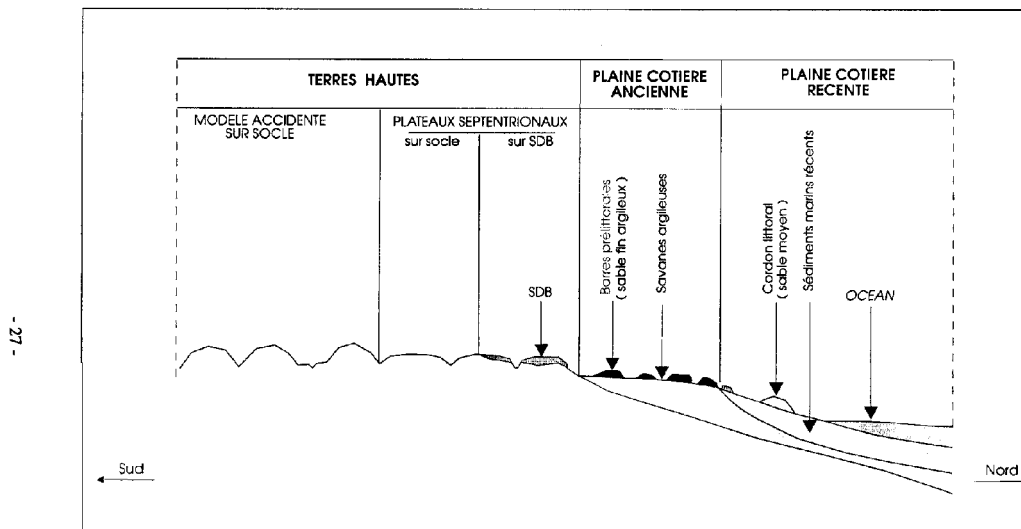 TERRES HAUTES
PLAINE COTIERE
ANCIENNE
PLAINE COTIERE
RECENTE
MODELE ACCIDENTE
SUR SOCLE
PLATEAUX SEPTENTRIONAUX
sur socle
sur SDB
SDB
Barres prélittorales
( sable fin argileux )
Savanes argileuses
Cordon littoral
( sable moyen )
Sédiments marins récents
OCEAN
Sud
Nord
- 27 -